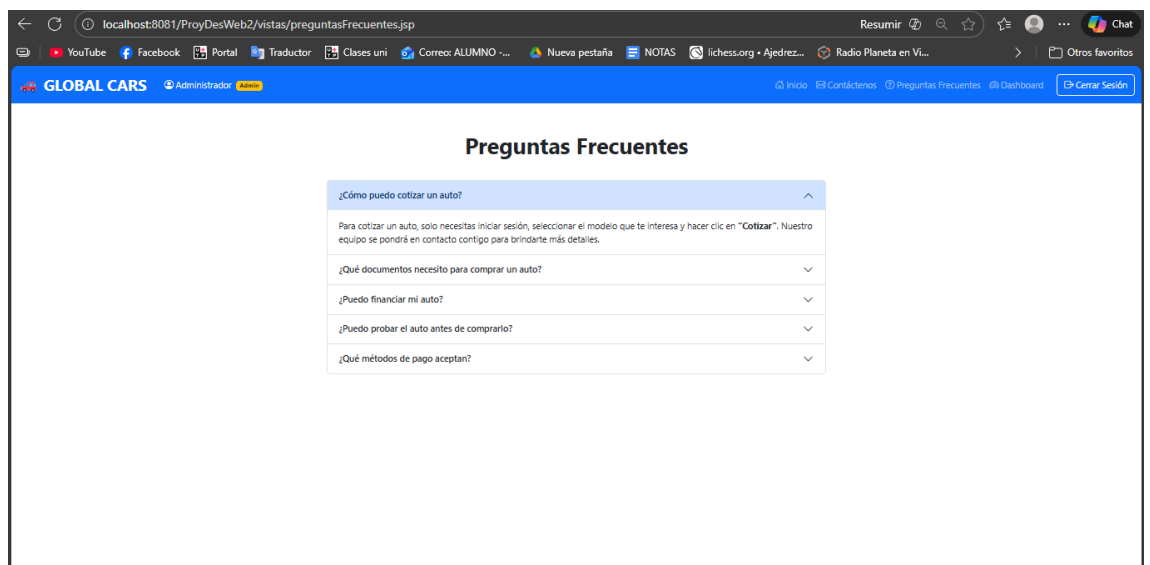 localhost:8081/ProyDesWeb2/vistas/preguntasFrecuentes.jsp Resumir Chat
YouTube Facebook Portal Traductor Clases uni Correo: ALUMNO -... Nueva pestaña NOTAS lichess.org • Ajedrez... Radio Planeta en Vi... Otros favoritos
GLOBAL CARS Administrador Admin Inicio Contáctenos Preguntas Frecuentes Dashboard Cerrar Sesión
Preguntas Frecuentes
¿Cómo puedo cotizar un auto?
Para cotizar un auto, solo necesitas iniciar sesión, seleccionar el modelo que te interesa y hacer clic en "Cotizar". Nuestro
equipo se pondrá en contacto contigo para brindarte más detalles.
¿Qué documentos necesito para comprar un auto?
¿Puedo financiar mi auto?
¿Puedo probar el auto antes de comprarlo?
¿Qué métodos de pago aceptan?